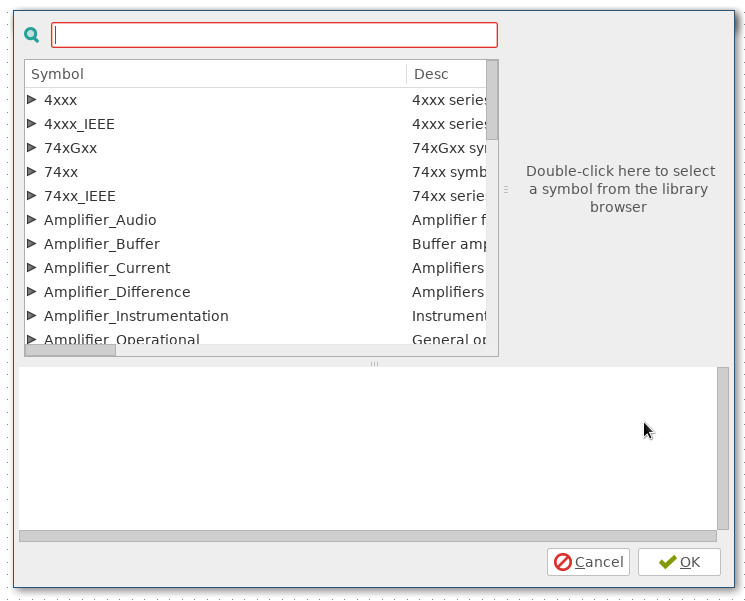 Symbol Desc
4xxx 4xxx series
4xxx_IEEE 4xxx series
74xGxx 74xGxx
74xx 74xx symb
74xx_IEEE 74xx serie
Amplifier_Audio Amplifier f
Amplifier_Buffer Buffer amp
Amplifier_Current Amplifiers
Amplifier_Difference Amplifiers
Amplifier_Instrumentation Instrument
Amplifier_Operational General op
Double-click here to select
a symbol from the library
browser
Cancel OK